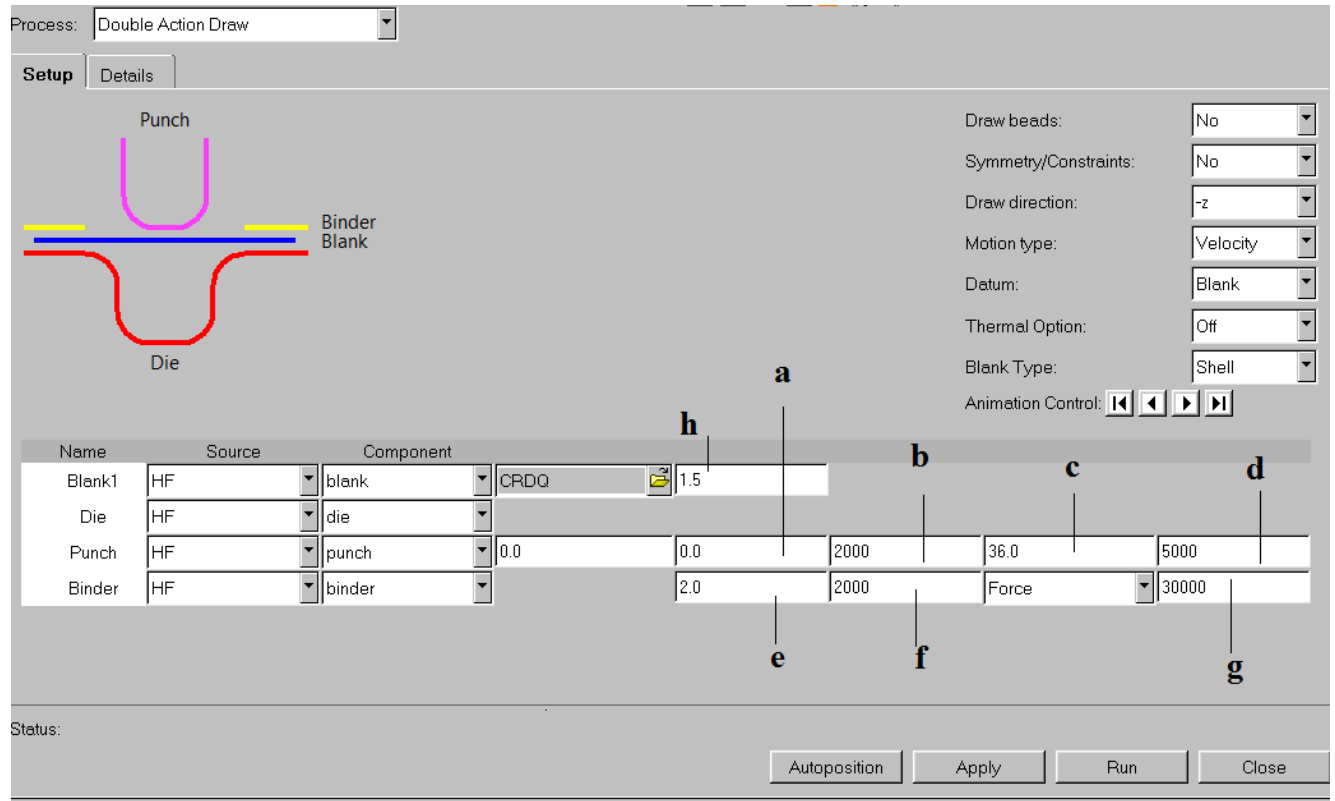 Process: Double Action Draw
Setup Details
Punch
Binder
Blank
Die
Draw beads: No
Symmetry/Constraints: No
Draw direction: -z
Motion type: Velocity
Datum: Blank
Thermal Option: Off
Blank Type: Shell
Animation Control:
a
h
b
c
d
Name Source Component
Blank1 HF blank CRDQ 1.5
Die HF die
Punch HF punch 0.0 0.0 2000 36.0 5000
Binder HF binder 2.0 2000 Force 30000
e
f
g
Status:
Autoposition Apply Run Close